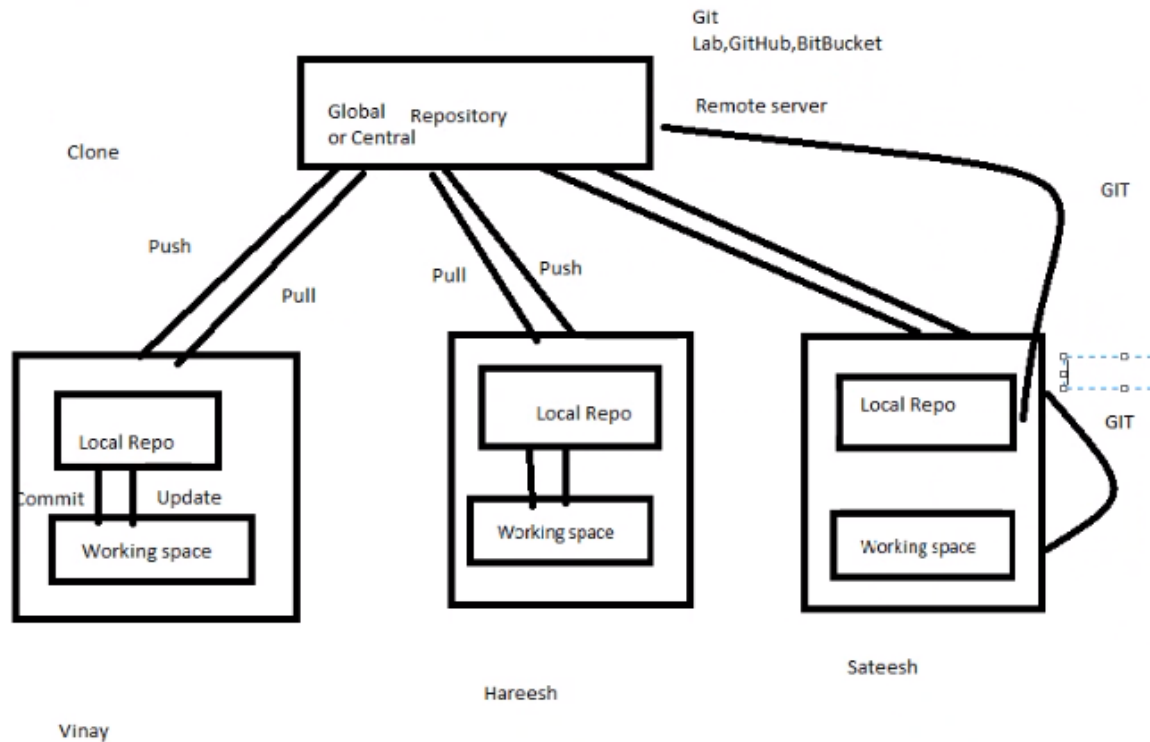 Git
Lab,GitHub,BitBucket
Global
or Central
Repository
Remote server
Clone
GIT
Push
Pull
Pull
Push
Local Repo
Commit
Update
Working space
Local Repo
Working space
Local Repo
Working space
GIT
Vinay
Hareesh
Sateesh